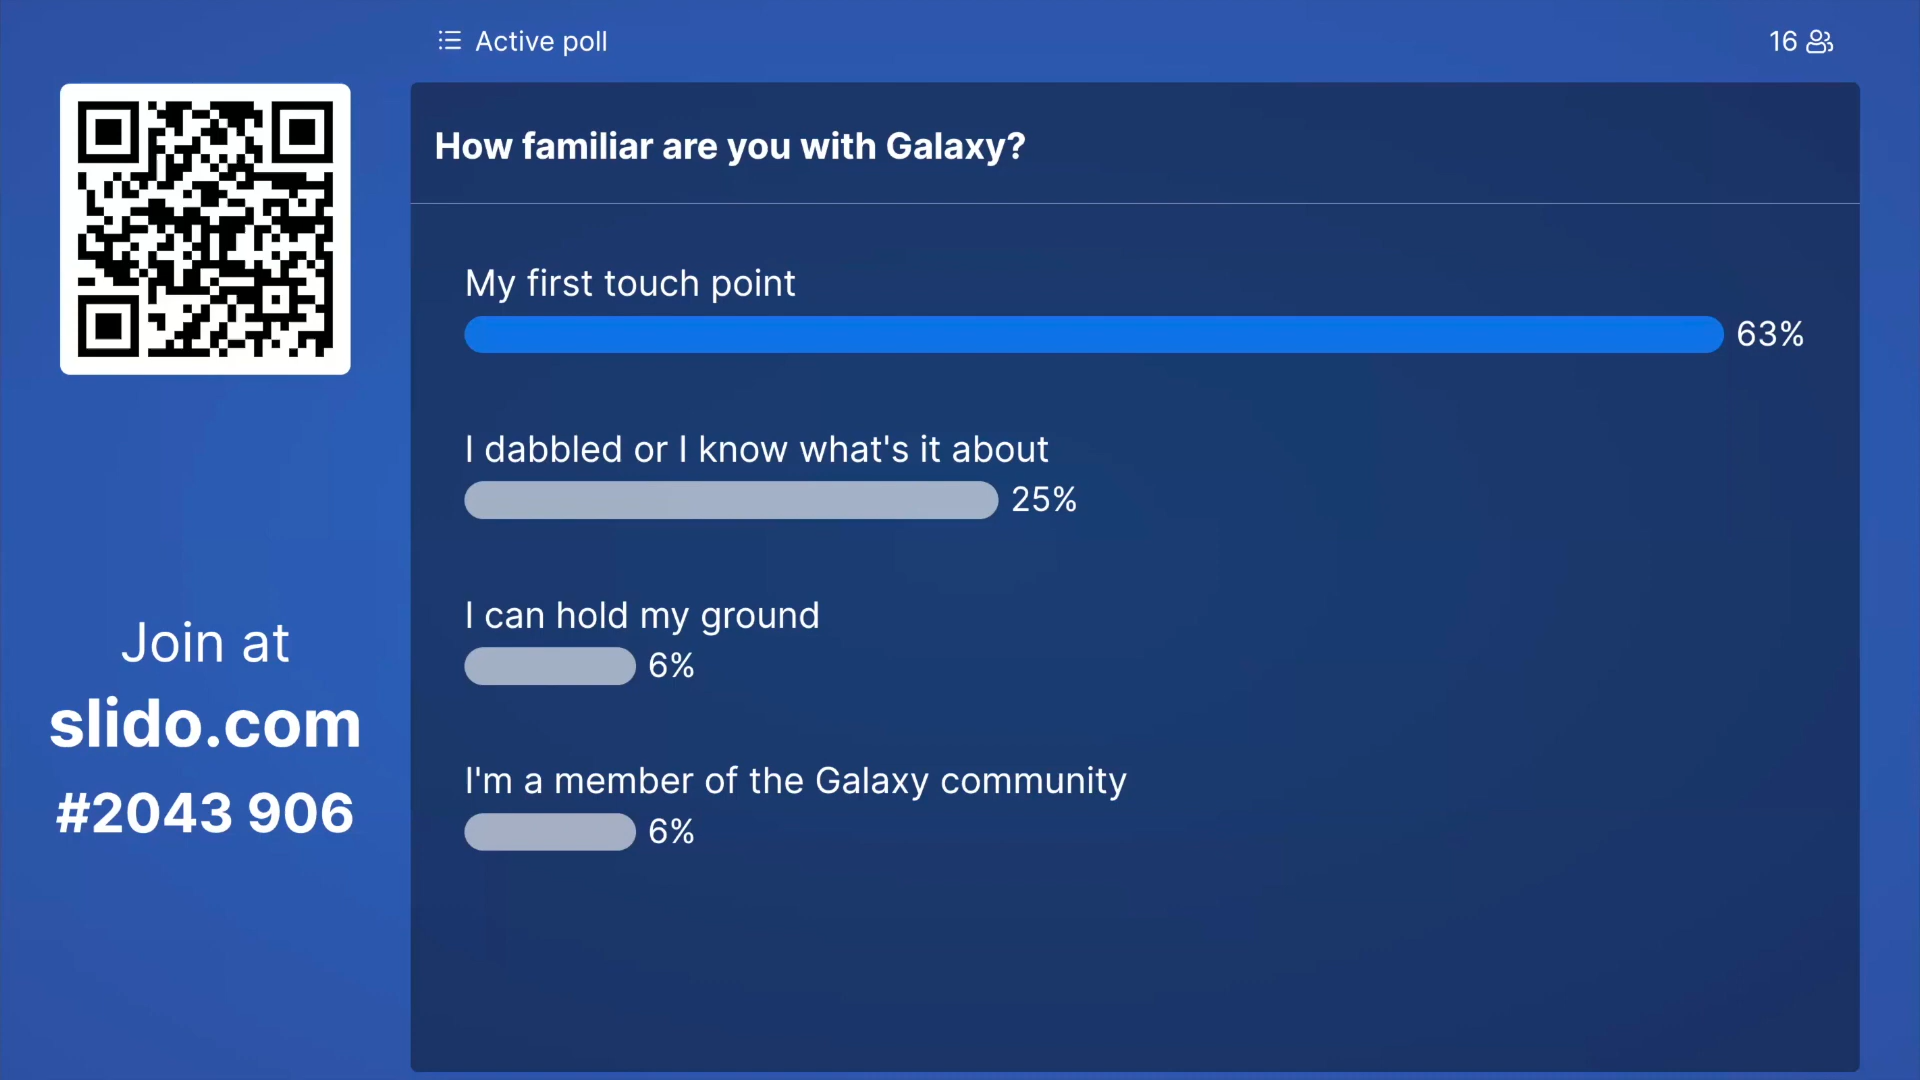 Active poll
16
How familiar are you with Galaxy?
My first touch point
63%
I dabbled or I know what's it about
25%
I can hold my ground
6%
I'm a member of the Galaxy community
6%
Join at
slido.com
#2043 906